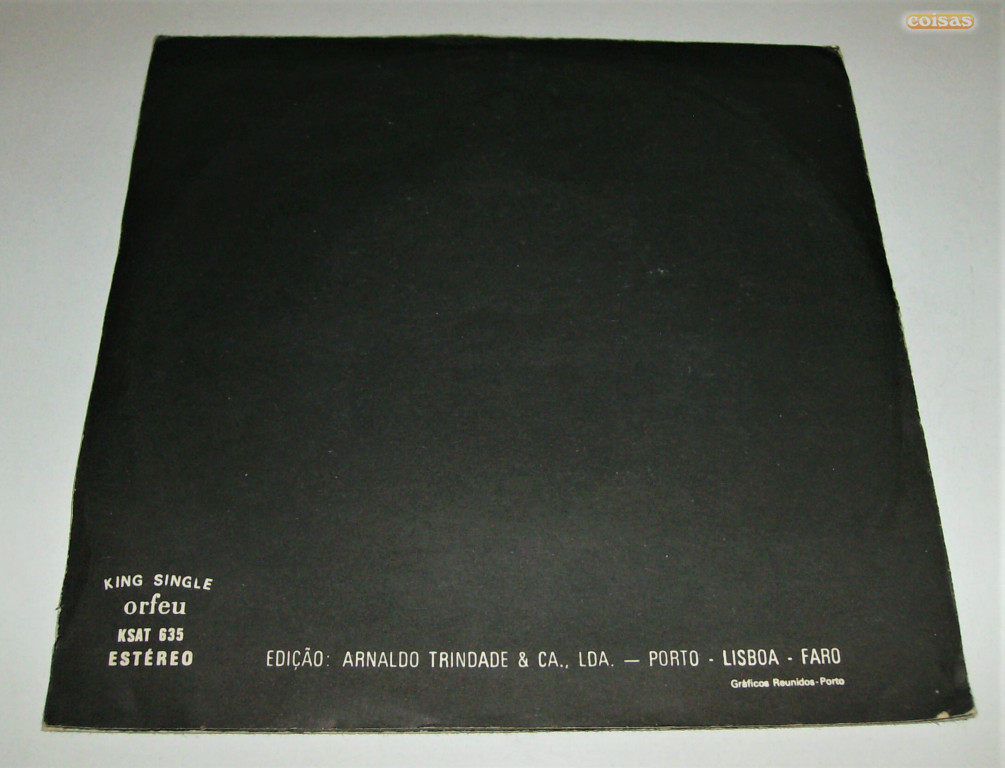 coisas
KING SINGLE
orfeu
KSAT 635
ESTÉREO
EDIÇÃO: ARNALDO TRINDADE & CA., LDA. — PORTO - LISBOA - FARO
Gráficos Reunidos-Porto